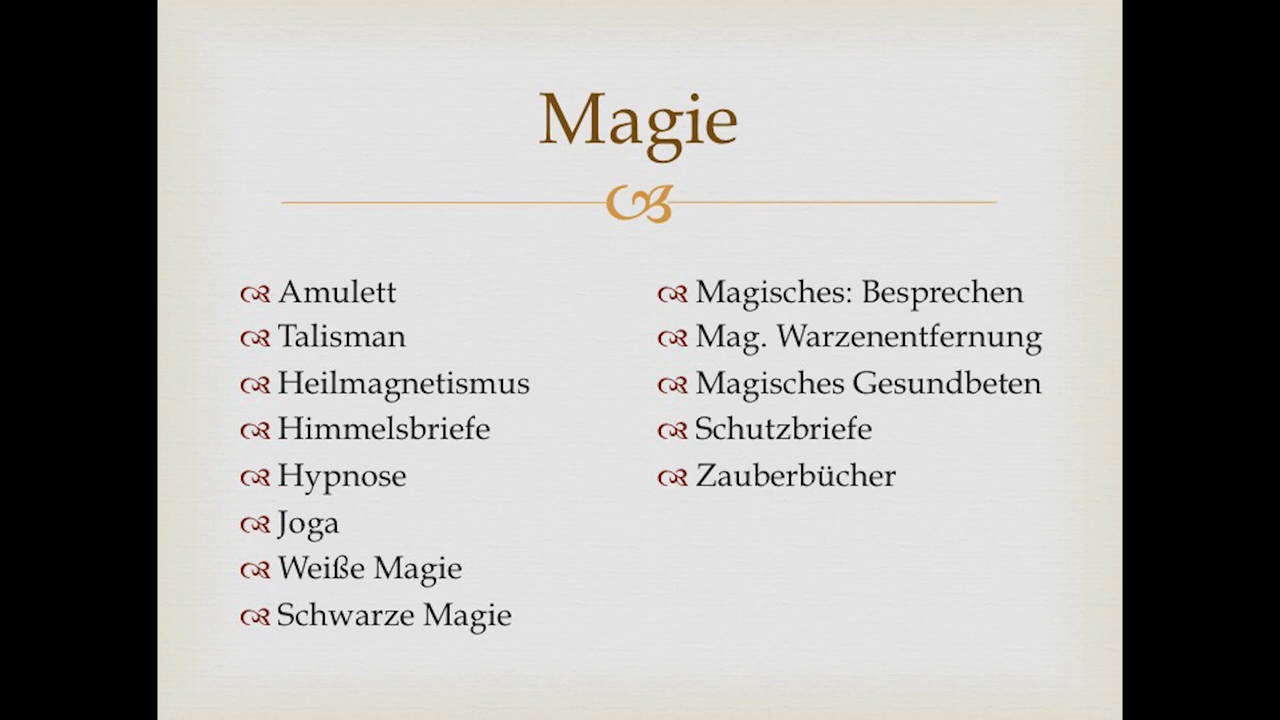 Magie
Amulett
Talisman
Heilmagnetismus
Himmelsbriefe
Hypnose
Joga
Weiße Magie
Schwarze Magie
Magisches: Besprechen
Mag. Warzenentfernung
Magisches Gesundbeten
Schutzbriefe
Zauberbücher